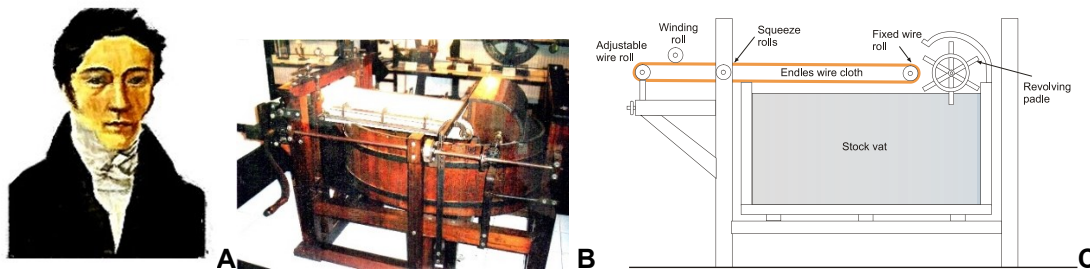 A
B
Winding
roll
Adjustable
wire roll
Squeeze
rolls
Fixed wire
roll
Endles wire cloth
Revolving
padle
Stock vat
C